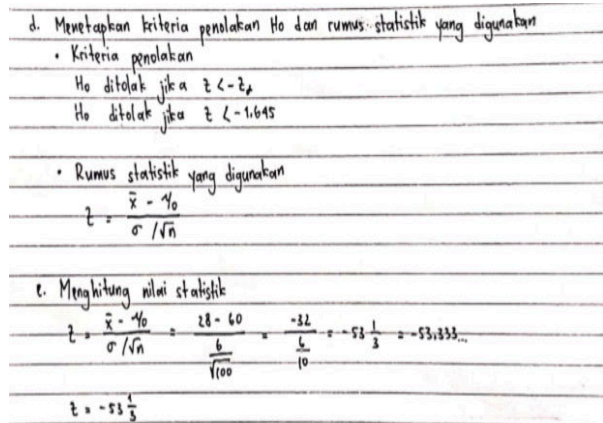 d. Menetapkan kriteria penolakan Ho dan rumus statistik yang digunakan
• Kriteria penolakan
Ho ditolak jika z < -zα
Ho ditolak jika z < -1,645
• Rumus statistik yang digunakan
z = (x̄ - μ₀) / (σ / √n)
e. Menghitung nilai statistik
z = (x̄ - μ₀) / (σ / √n) = (28 - 60) / (6 / √100) = (-32) / (6 / 10) = -53 1/3 = -53,333...
z = -53 1/3